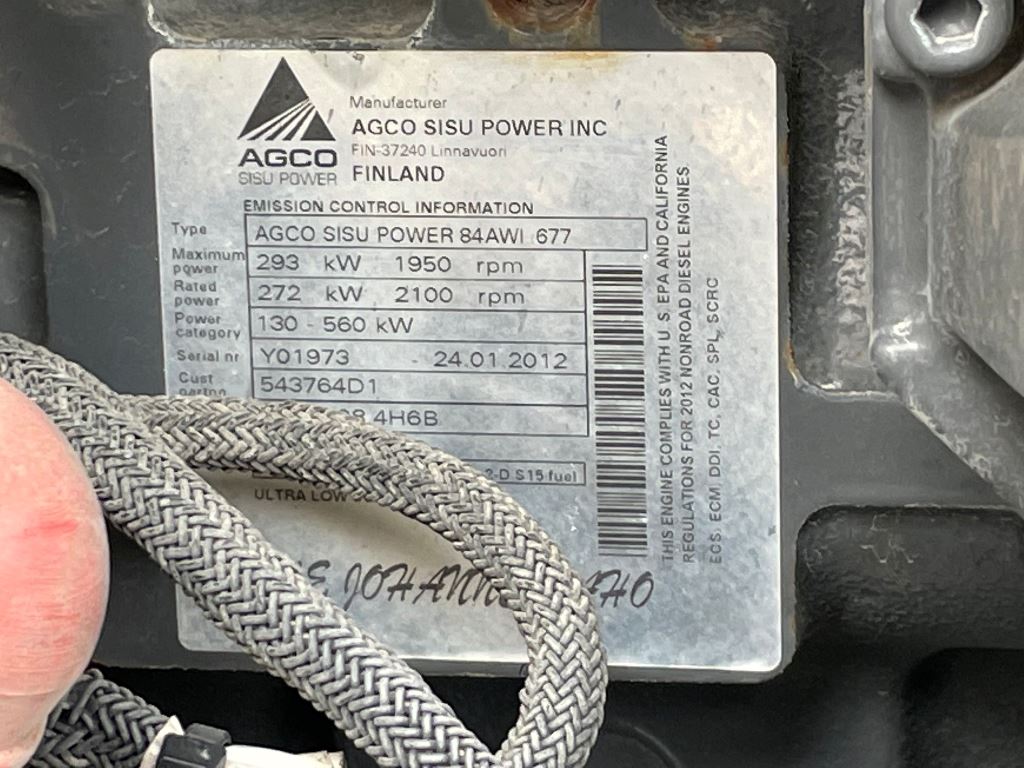 Manufacturer
AGCO SISU POWER INC
FIN-37240 Linnavuori
FINLAND
AGCO
SISU POWER
EMISSION CONTROL INFORMATION
Type AGCO SISU POWER 84AWI 677
Maximum power 293 kW 1950 rpm
Rated power 272 kW 2100 rpm
Power category 130 - 560 kW
Serial nr Y01973 - 24.01.2012
Cust 543764D1
4H6B
2-D S15 fuel
ULTRA LOW
THIS ENGINE COMPLIES WITH U.S. EPA AND CALIFORNIA
REGULATIONS FOR 2012 NONROAD DIESEL ENGINES
ECS: ECM, DDI, TC, CAC, SPL, SCRC